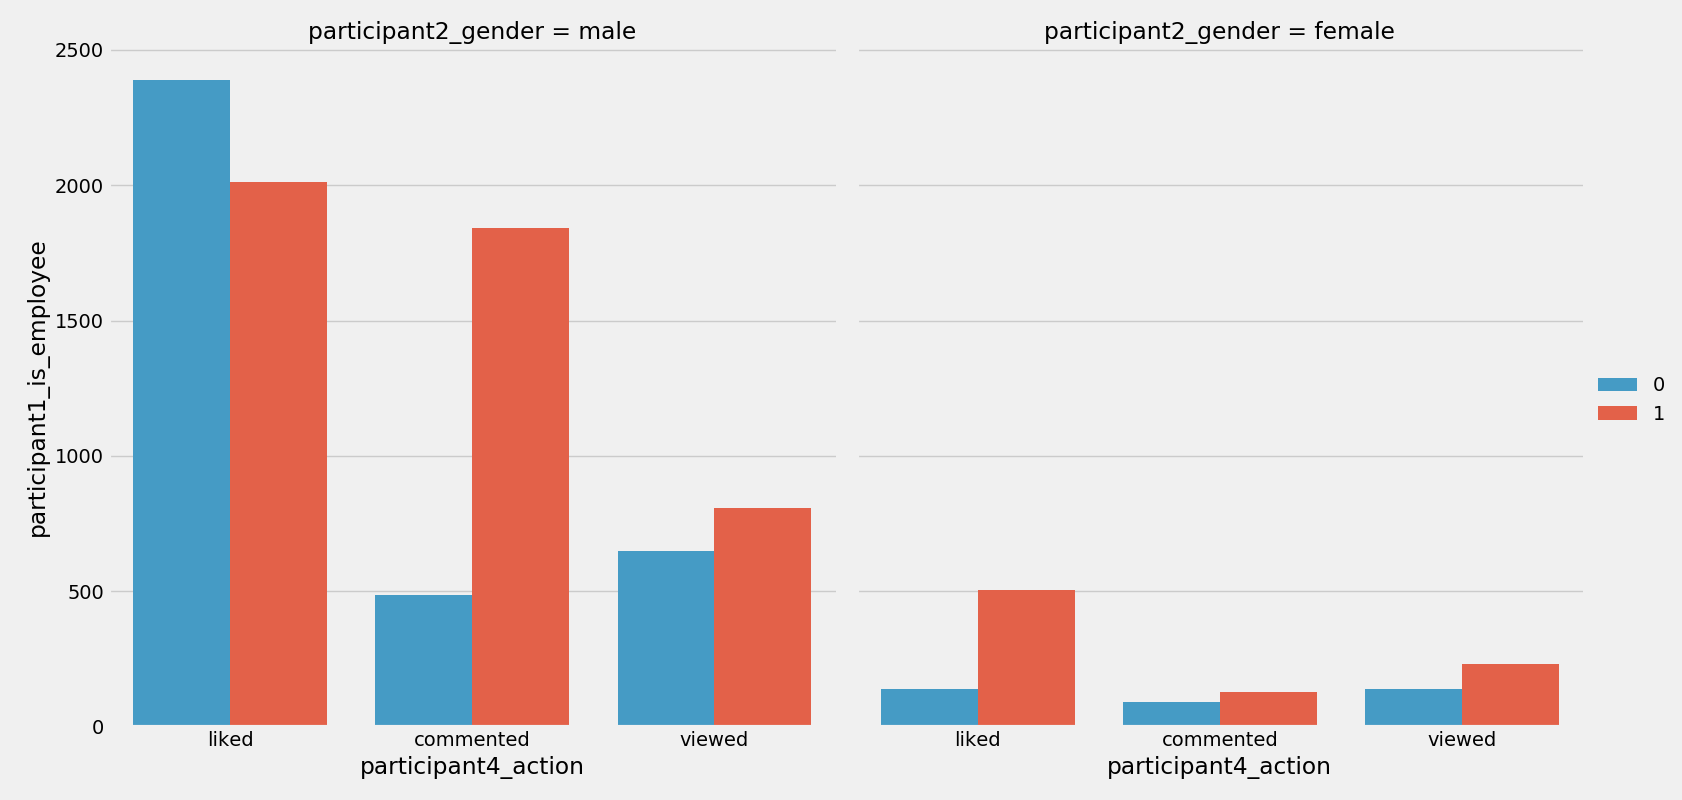 participant2_gender = male
participant2_gender = female
2500
2000
1500
1000
500
0
participant1_is_employee
liked
commented
viewed
participant4_action
liked
commented
viewed
participant4_action
0
1